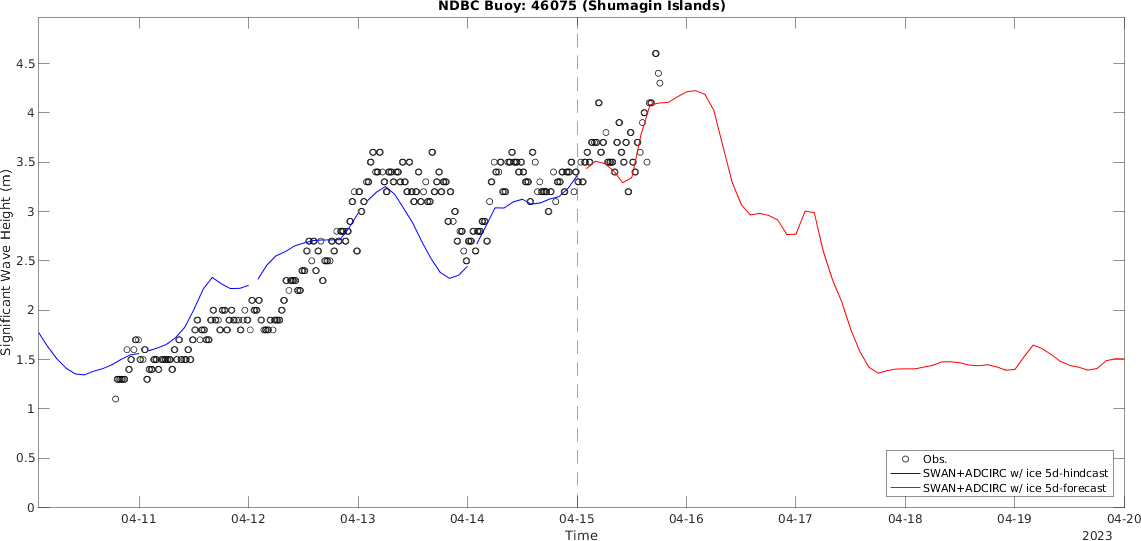 NDBC Buoy: 46075 (Shumagin Islands)
Significant Wave Height (m)
4.5
4
3.5
3
2.5
2
1.5
1
0.5
0
Obs.
SWAN+ADCIRC w/ ice 5d-hindcast
SWAN+ADCIRC w/ ice 5d-forecast
04-11 04-12 04-13 04-14 04-15 04-16 04-17 04-18 04-19 04-20
Time
2023